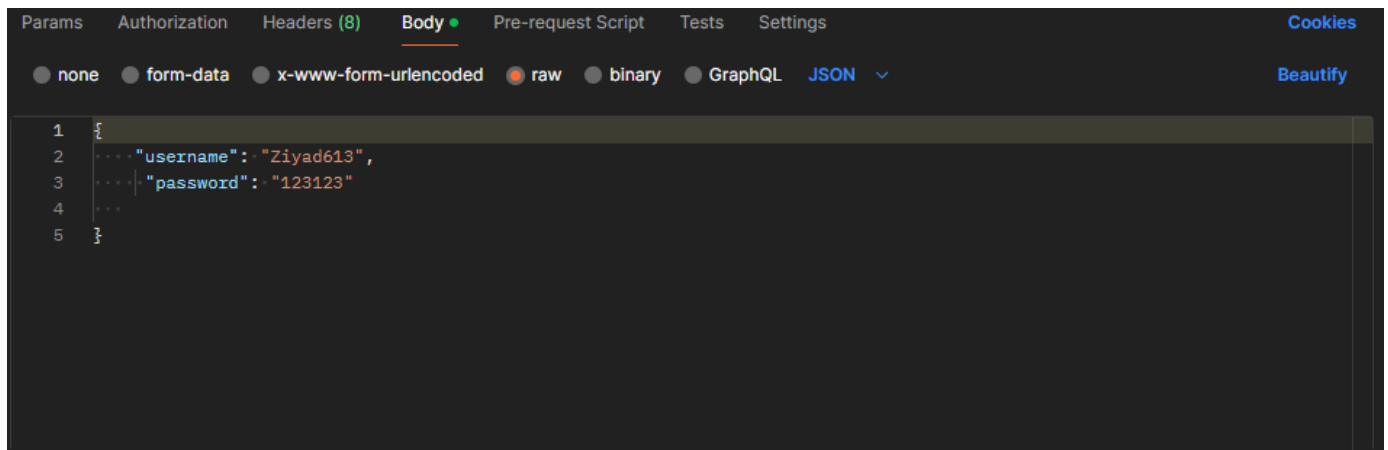 Params Authorization Headers (8) Body Pre-request Script Tests Settings Cookies
none form-data x-www-form-urlencoded raw binary GraphQL JSON Beautify
1 {
2 "username": "Ziyad613",
3 "password": "123123"
4
5 }